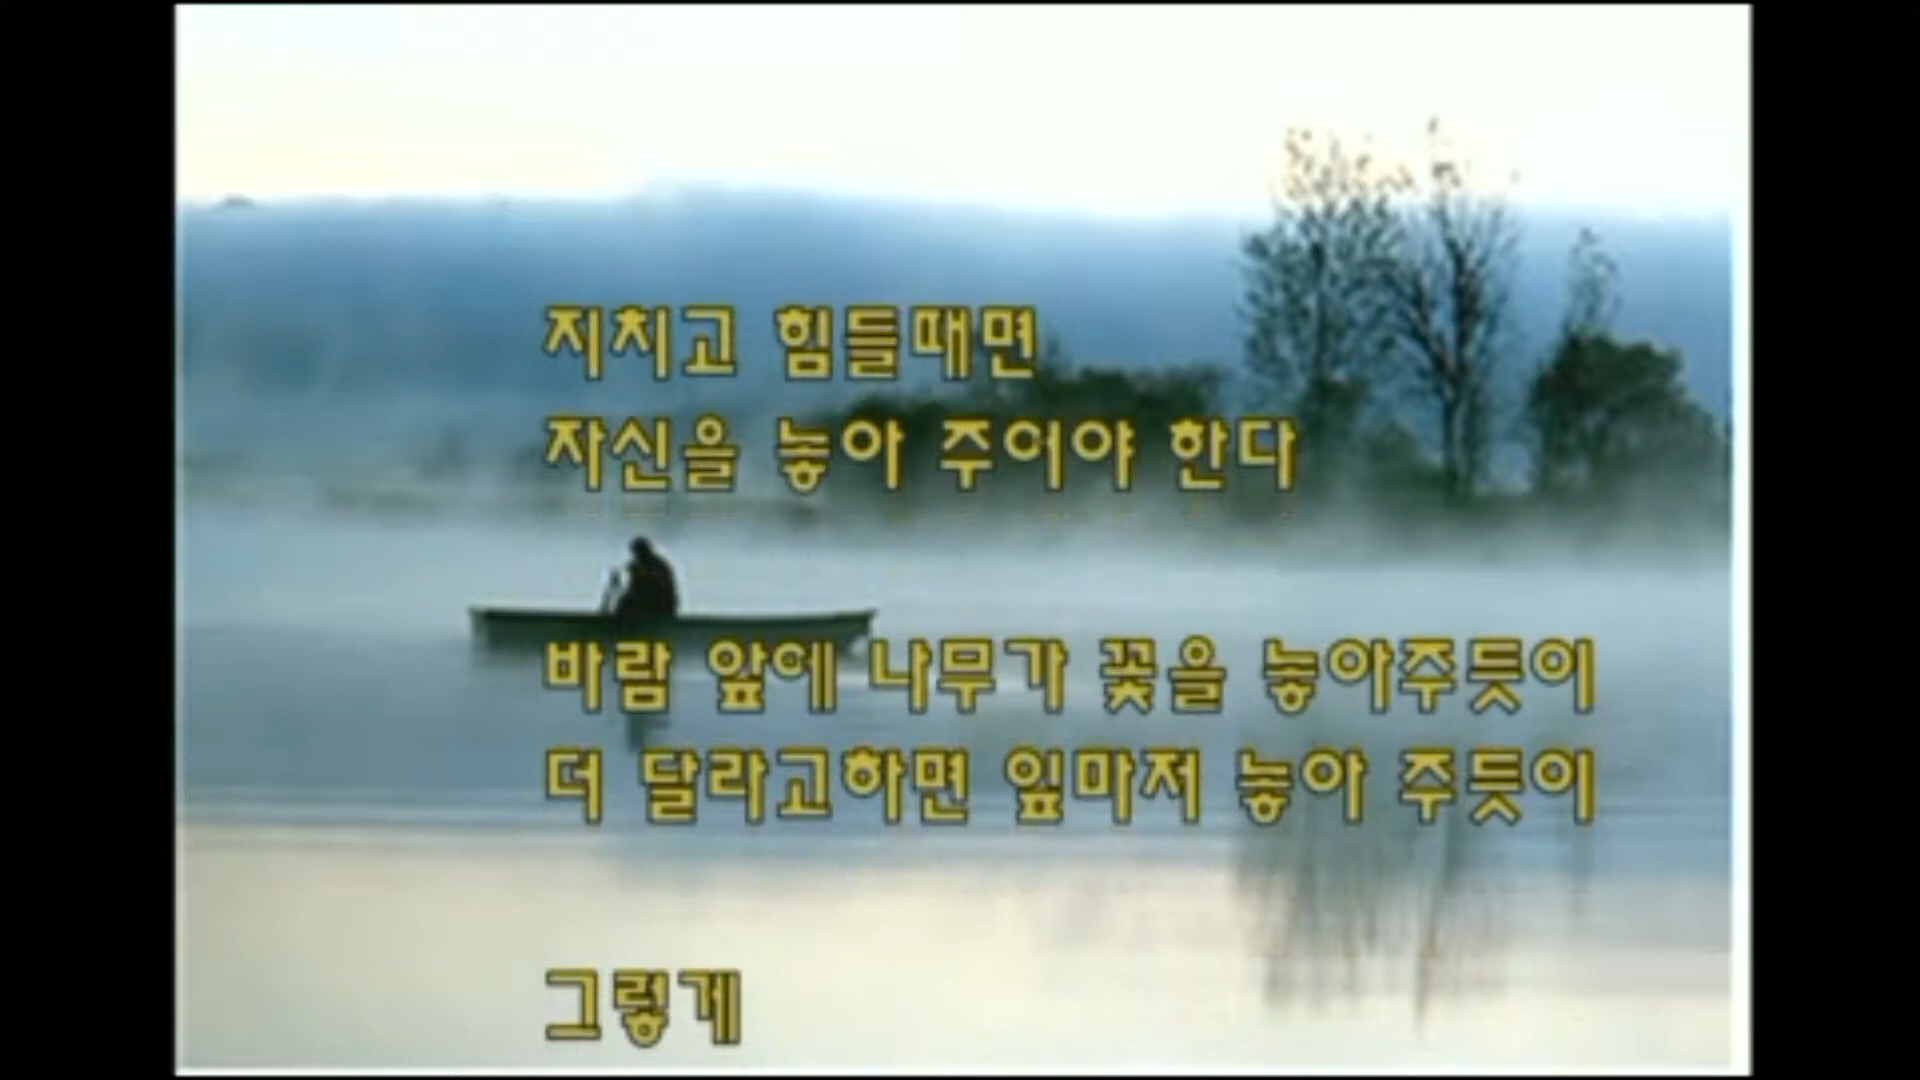 지치고 힘들때면
자신을 놓아 주어야 한다
바람 앞에 나무가 꽃을 놓아주듯이
더 달라고하면 잎마저 놓아 주듯이
그렇게